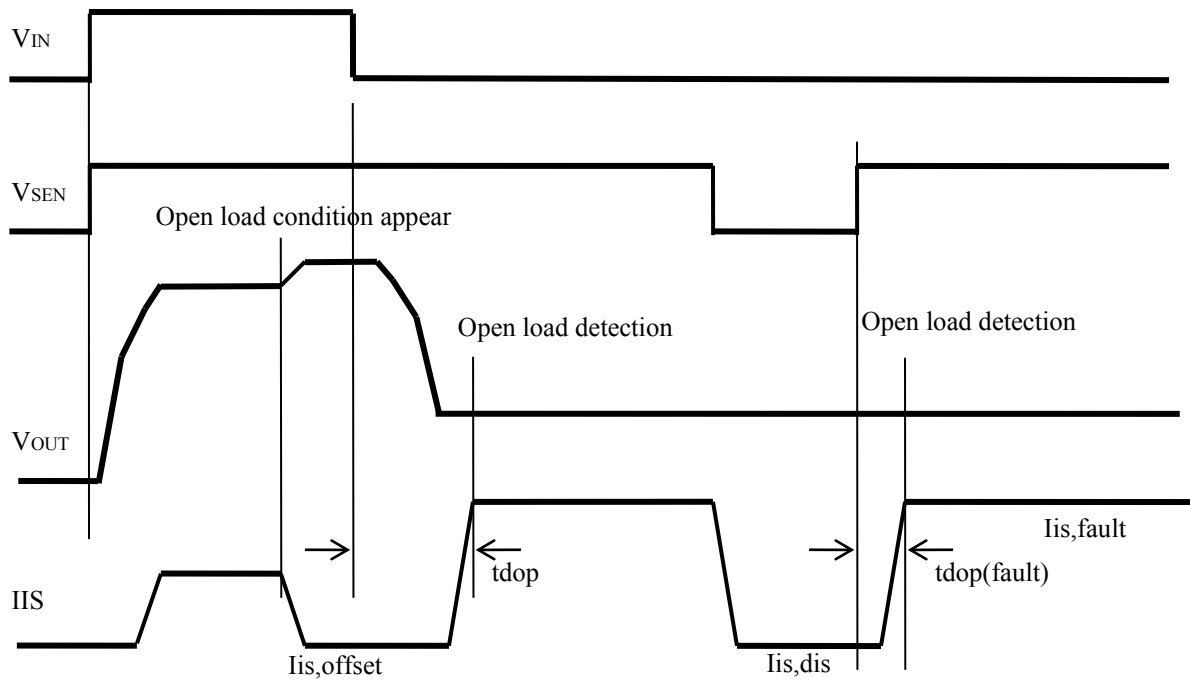 VIN
VSEN
Open load condition appear
Open load detection
Open load detection
VOUT
Iis,fault
tdop
tdop(fault)
IIS
Iis,offset
Iis,dis